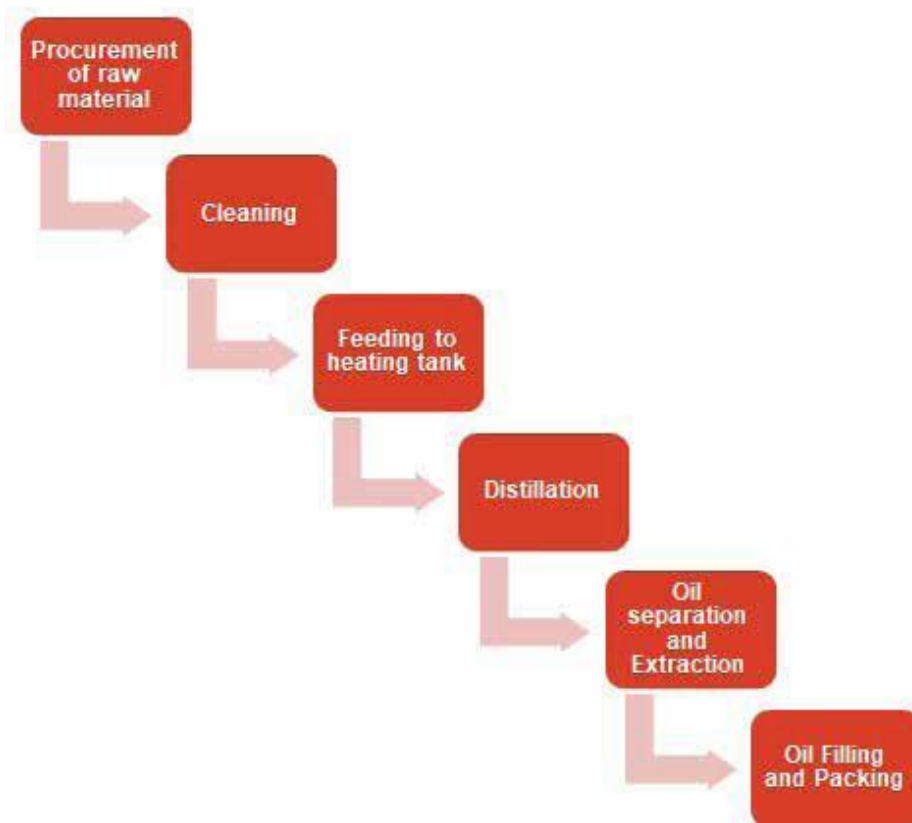 Procurement
of raw
material
Cleaning
Feeding to
heating tank
Distillation
Oil
separation
and
Extraction
Oil Filling
and Packing